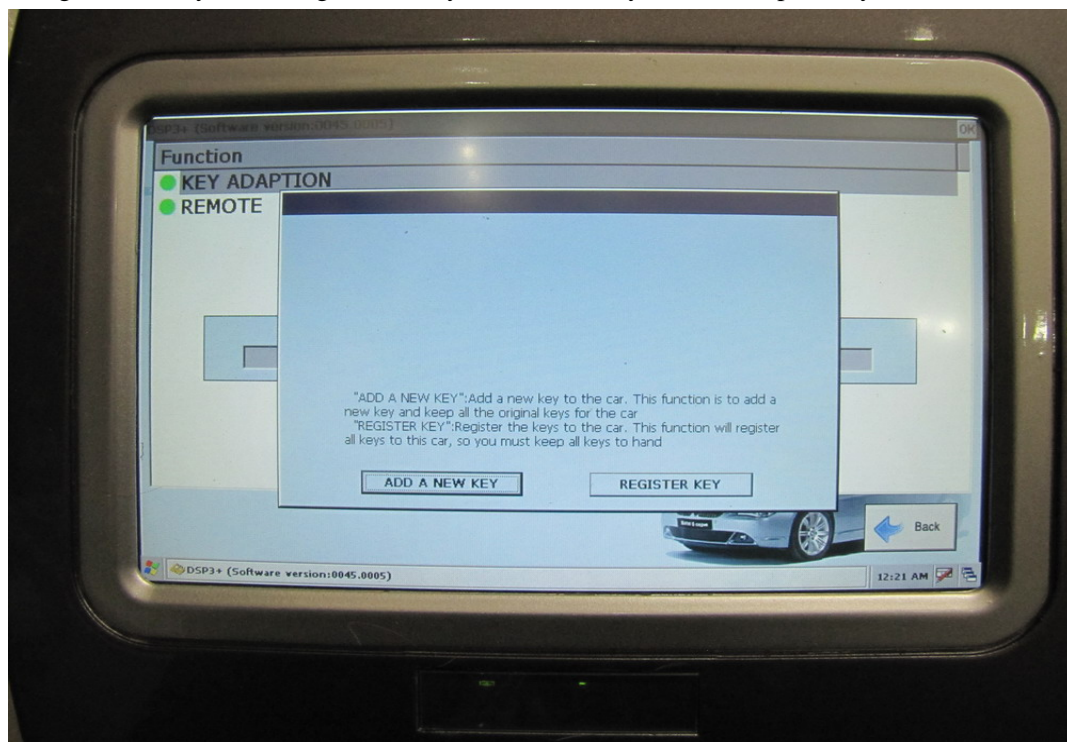 DSP3+ (Software version:0045.0005)
OK
Function
KEY ADAPTION
REMOTE
"ADD A NEW KEY":Add a new key to the car. This function is to add a
new key and keep all the original keys for the car
"REGISTER KEY":Register the keys to the car. This function will register
all keys to this car, so you must keep all keys to hand
ADD A NEW KEY
REGISTER KEY
Back
DSP3+ (Software version:0045.0005)
12:21 AM